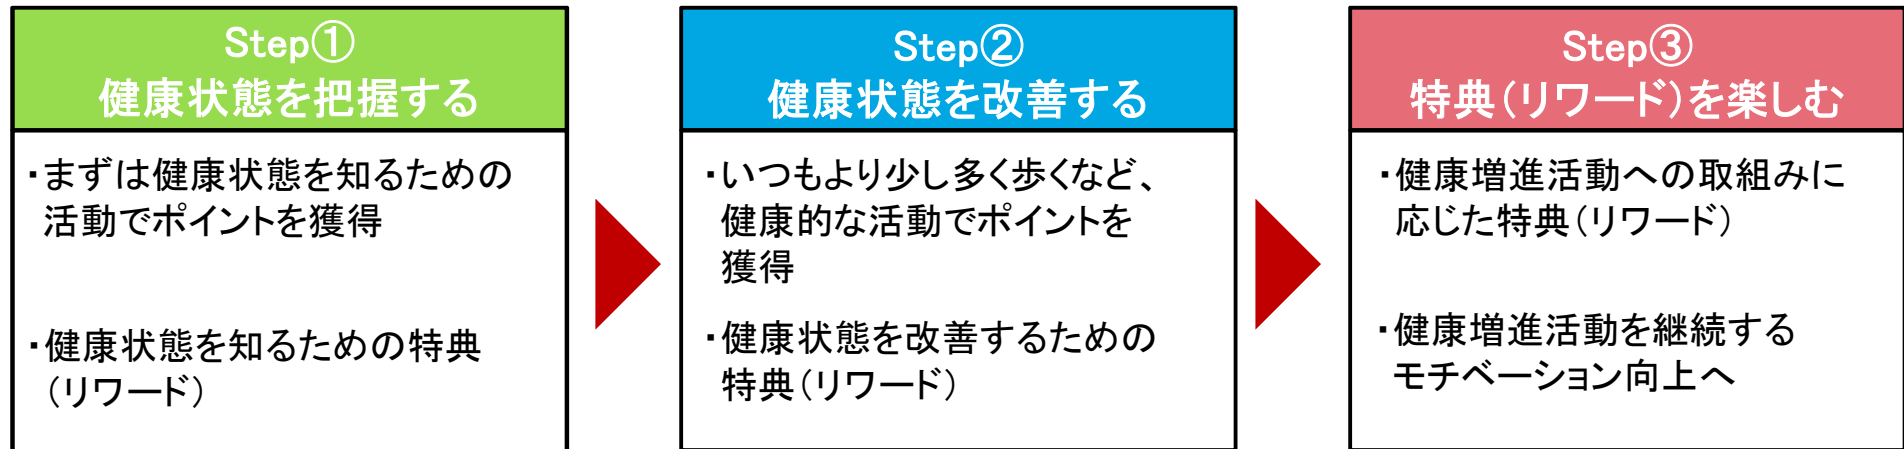 Step①
健康状態を把握する
・まずは健康状態を知るための
活動でポイントを獲得
・健康状態を知るための特典
（リワード）
Step②
健康状態を改善する
・いつもより少し多く歩くなど、
健康的な活動でポイントを
獲得
・健康状態を改善するための
特典（リワード）
Step③
特典（リワード）を楽しむ
・健康増進活動への取組みに
応じた特典（リワード）
・健康増進活動を継続する
モチベーション向上へ